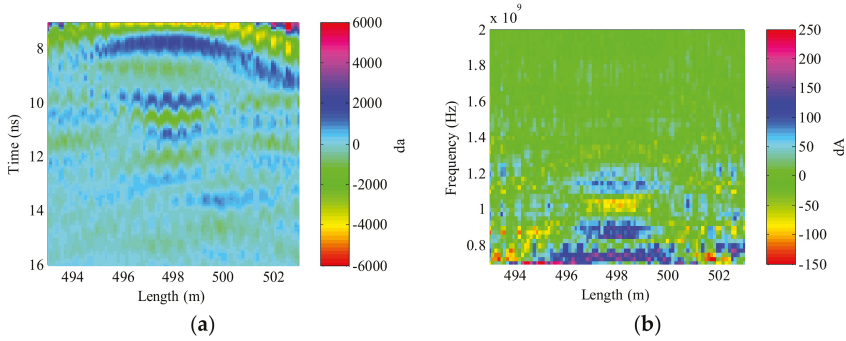 8
10
12
14
16
Time (ns)
494 496 498 500 502
Length (m)
6000
4000
2000
0
-2000
-4000
-6000
da
(a)
× 10^9
2
1.8
1.6
1.4
1.2
1
0.8
Frequency (Hz)
494 496 498 500 502
Length (m)
250
200
150
100
50
0
-50
-100
-150
dA
(b)